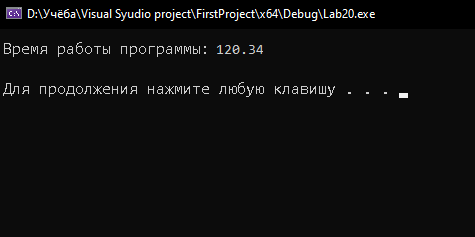 D:\Учёба\Visual Syudio project\FirstProject\x64\Debug\Lab20.exe
Время работы программы: 120.34
Для продолжения нажмите любую клавишу . . .